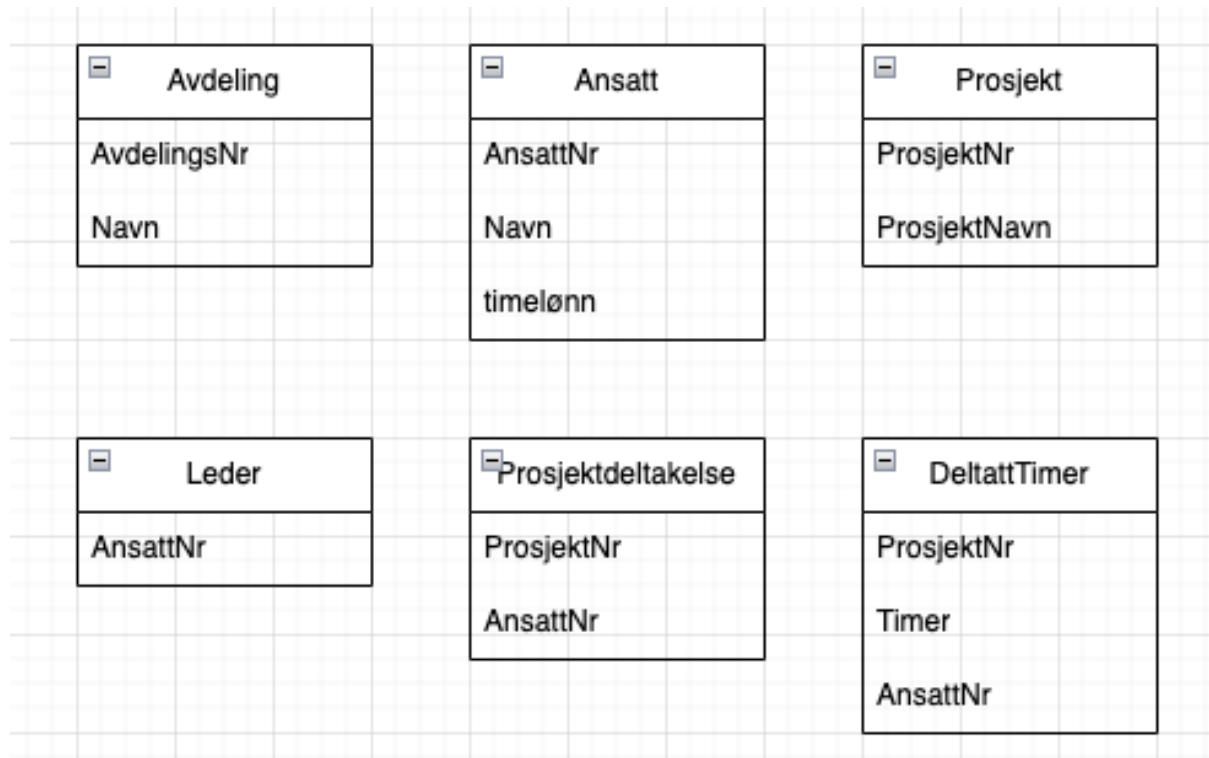 Avdeling
AvdelingsNr
Navn
Ansatt
AnsattNr
Navn
timelønn
Prosjekt
ProsjektNr
ProsjektNavn
Leder
AnsattNr
Prosjektdeltakelse
ProsjektNr
AnsattNr
DeltattTimer
ProsjektNr
Timer
AnsattNr